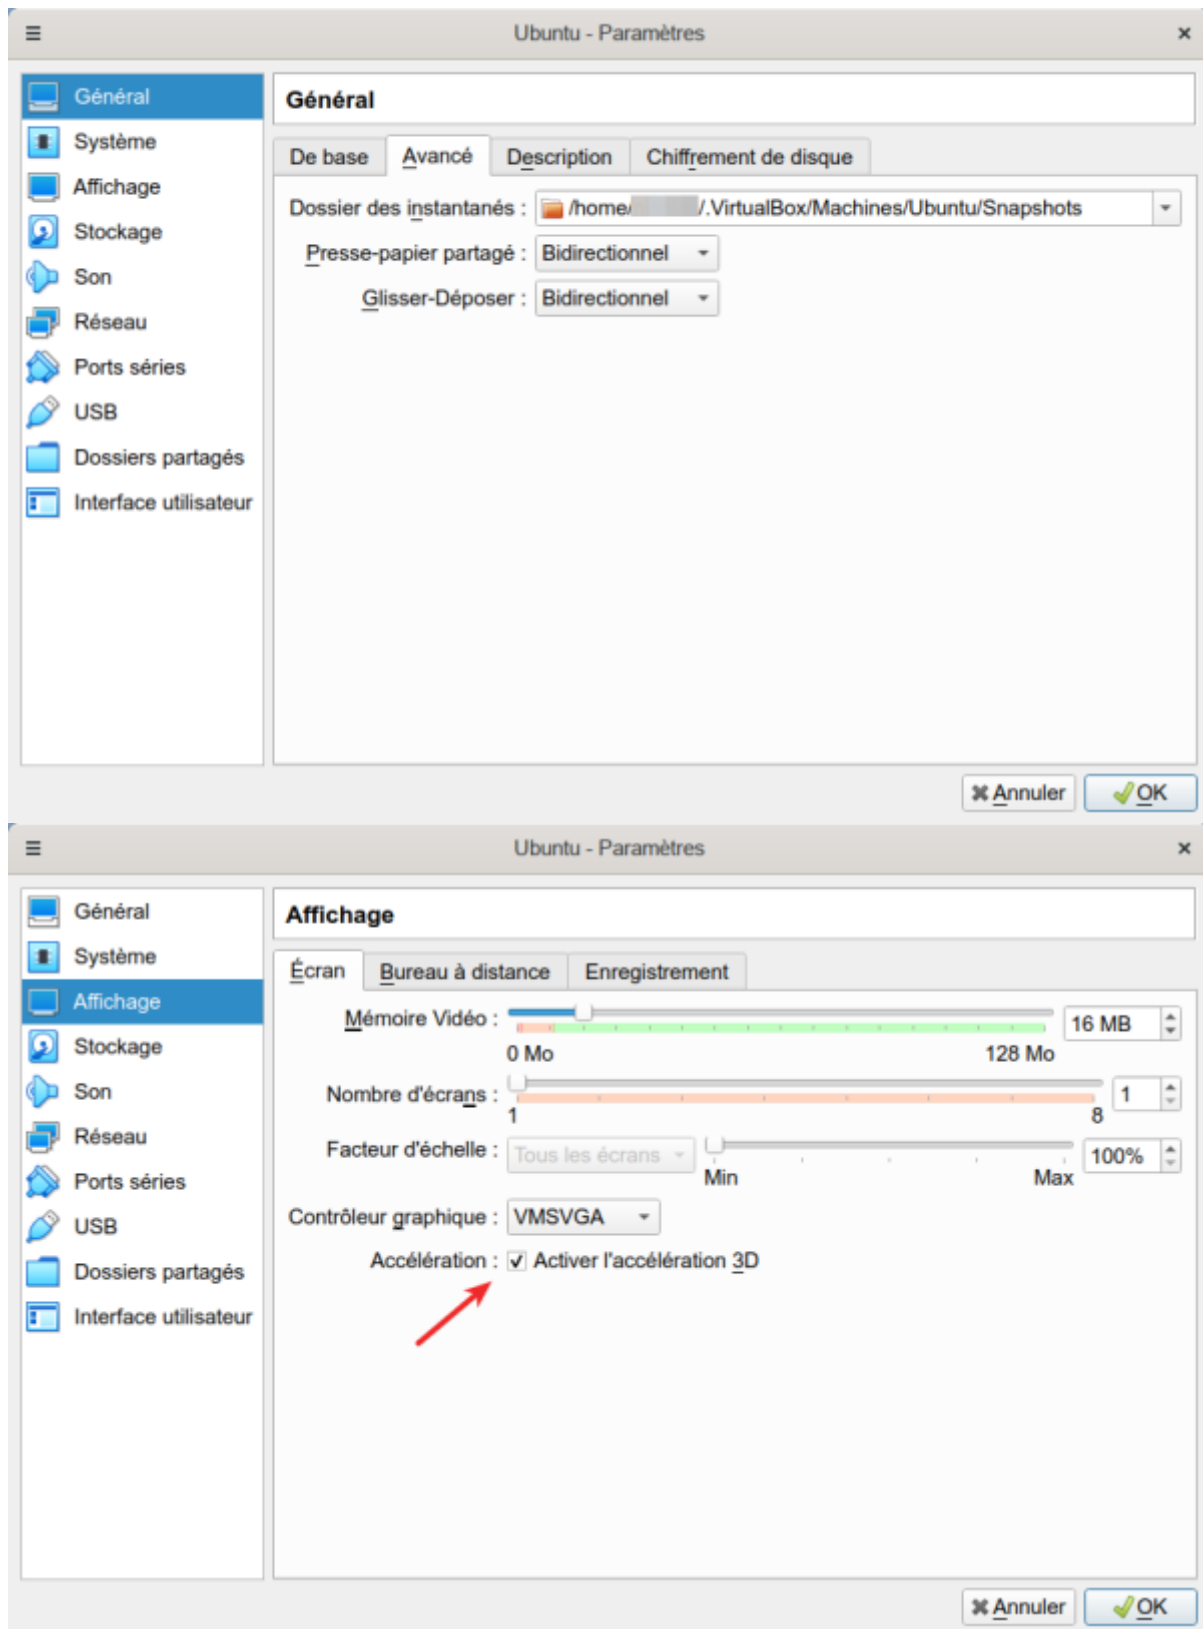 Ubuntu - Paramètres
Général
Système
Affichage
Stockage
Son
Réseau
Ports séries
USB
Dossiers partagés
Interface utilisateur
Général
De base Avancé Description Chiffrement de disque
Dossier des instantanés : /home/ /.VirtualBox/Machines/Ubuntu/Snapshots
Presse-papier partagé : Bidirectionnel
Glisser-Déposer : Bidirectionnel
Annuler OK
Ubuntu - Paramètres
Général
Système
Affichage
Stockage
Son
Réseau
Ports séries
USB
Dossiers partagés
Interface utilisateur
Affichage
Écran Bureau à distance Enregistrement
Mémoire Vidéo : 16 MB
0 Mo 128 Mo
Nombre d'écrans : 1
1 8
Facteur d'échelle : Tous les écrans 100%
Min Max
Contrôleur graphique : VMSVGA
Accélération : Activer l'accélération 3D
Annuler OK